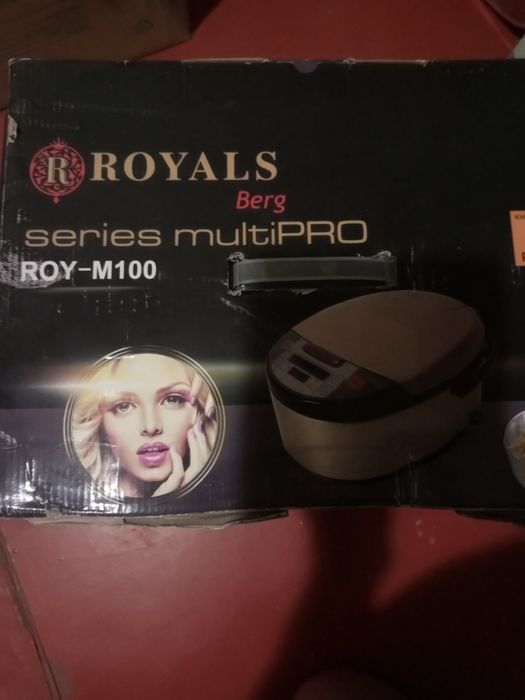 R ROYALS
Berg
series multiPRO
ROY-M100